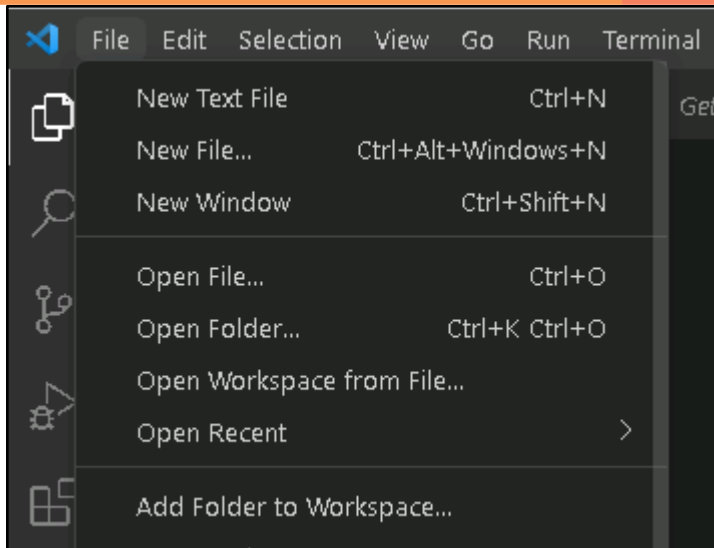 File Edit Selection View Go Run Terminal
New Text File Ctrl+N
New File... Ctrl+Alt+Windows+N
New Window Ctrl+Shift+N
Open File... Ctrl+O
Open Folder... Ctrl+K Ctrl+O
Open Workspace from File...
Open Recent
Add Folder to Workspace...